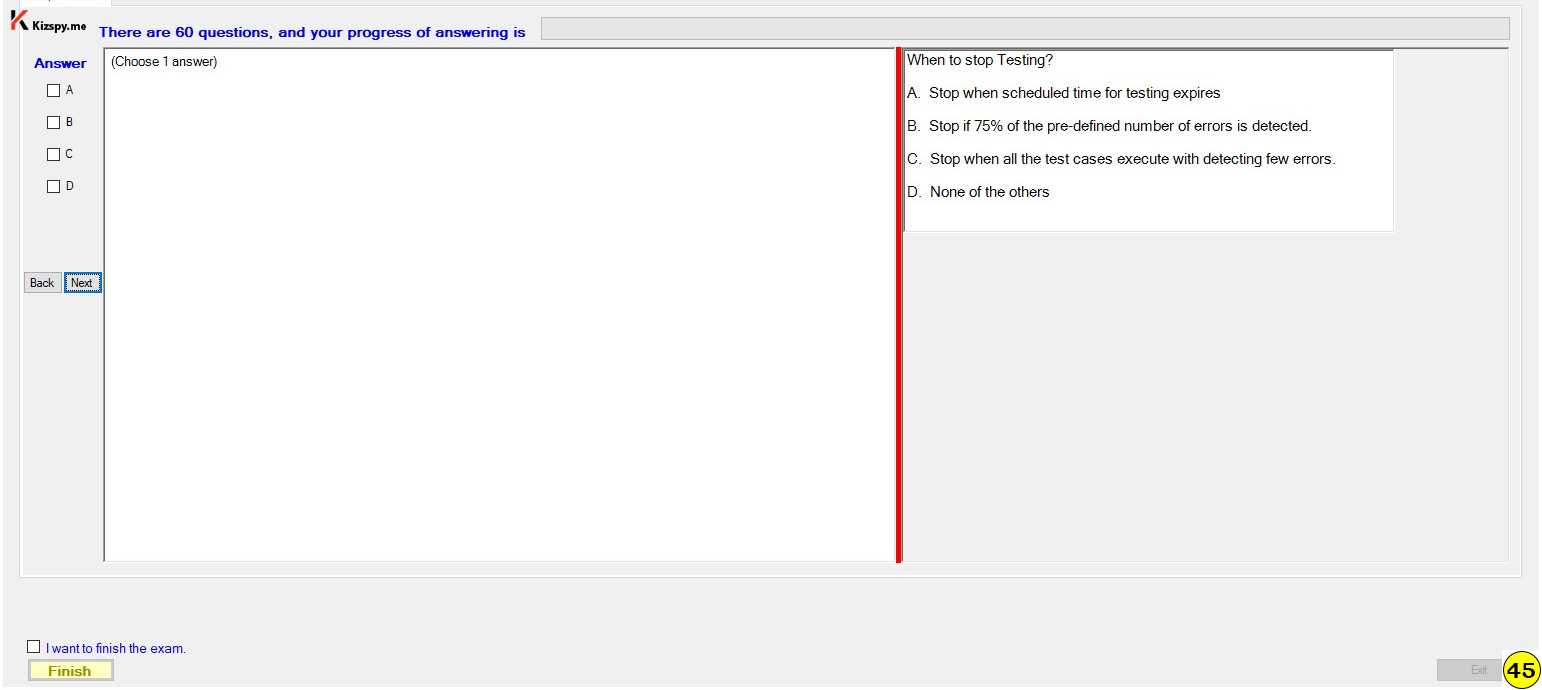 Kizspy.me
There are 60 questions, and your progress of answering is
Answer
(Choose 1 answer)
A
B
C
D
Back
Next
When to stop Testing?
A. Stop when scheduled time for testing expires
B. Stop if 75% of the pre-defined number of errors is detected.
C. Stop when all the test cases execute with detecting few errors.
D. None of the others
I want to finish the exam.
Finish
Exit
45